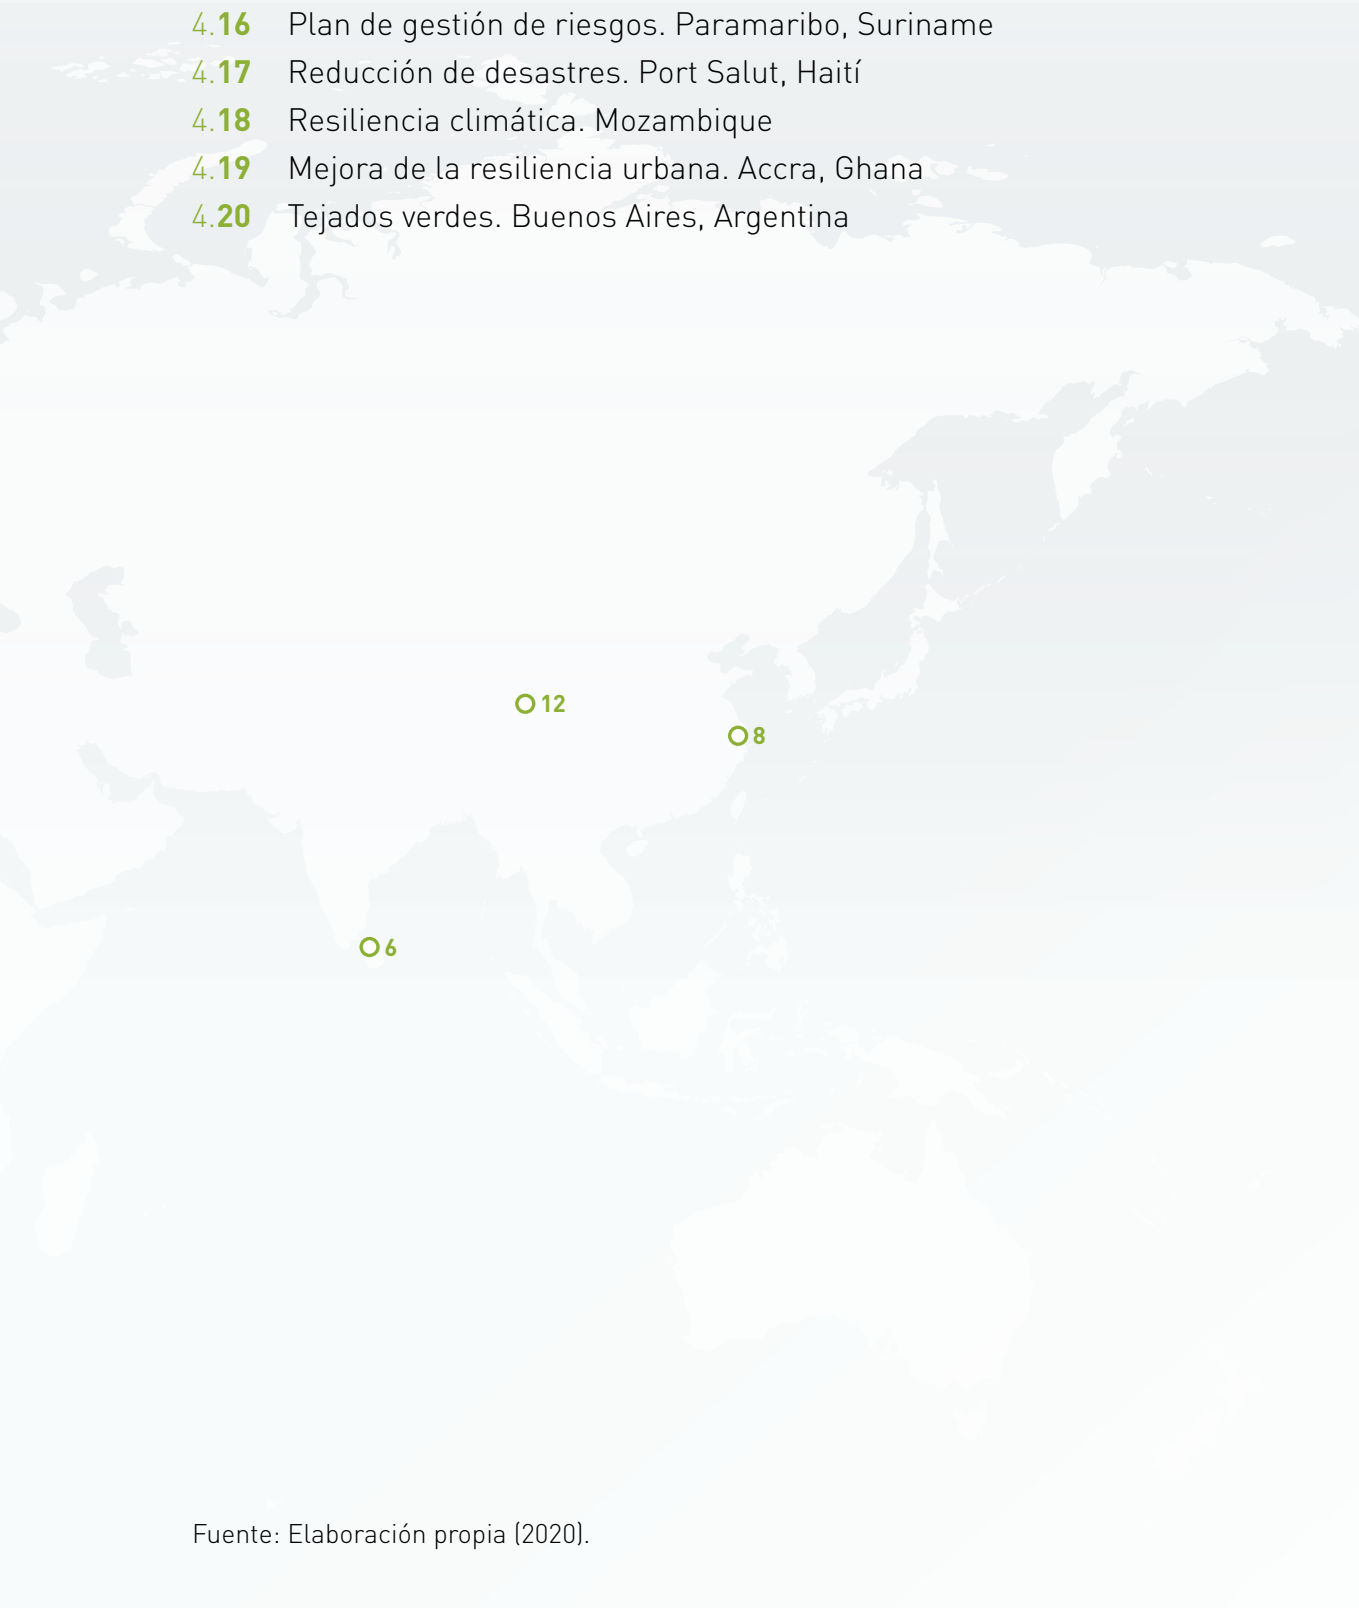 4.16 Plan de gestión de riesgos. Paramaribo, Suriname
4.17 Reducción de desastres. Port Salut, Haití
4.18 Resiliencia climática. Mozambique
4.19 Mejora de la resiliencia urbana. Accra, Ghana
4.20 Tejados verdes. Buenos Aires, Argentina
12
8
6
Fuente: Elaboración propia (2020).